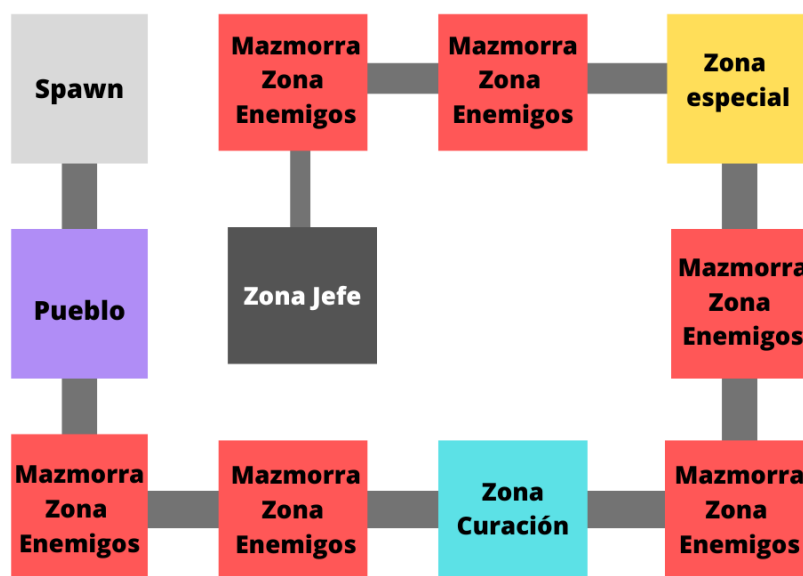 Spawn
Mazmorra
Zona
Enemigos
Mazmorra
Zona
Enemigos
Zona
especial
Pueblo
Zona Jefe
Mazmorra
Zona
Enemigos
Mazmorra
Zona
Enemigos
Mazmorra
Zona
Enemigos
Zona
Curación
Mazmorra
Zona
Enemigos